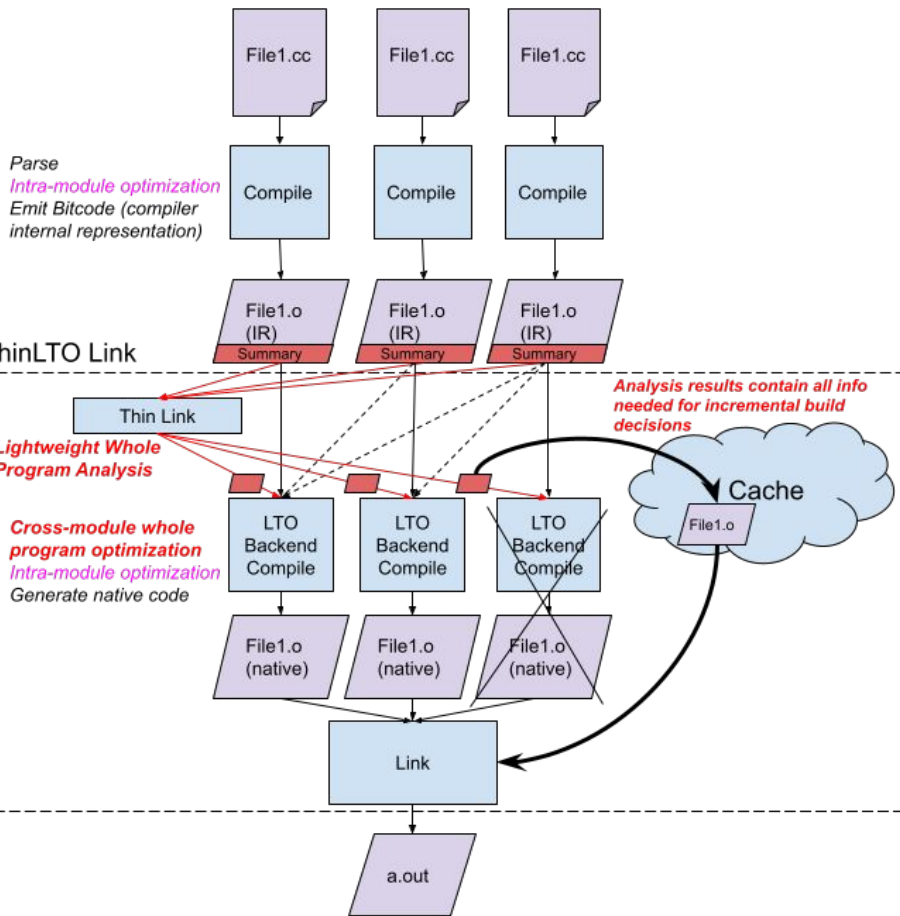 File1.cc
File1.cc
File1.cc
Parse
Intra-module optimization
Emit Bitcode (compiler
internal representation)
Compile
Compile
Compile
File1.o
(IR)
Summary
File1.o
(IR)
Summary
File1.o
(IR)
Summary
hinLTO Link
Thin Link
Analysis results contain all info
needed for incremental build
decisions
Lightweight Whole
Program Analysis
Cache
File1.o
Cross-module whole
program optimization
Intra-module optimization
Generate native code
LTO
Backend
Compile
LTO
Backend
Compile
LTO
Backend
Compile
File1.o
(native)
File1.o
(native)
File1.o
(native)
Link
a.out